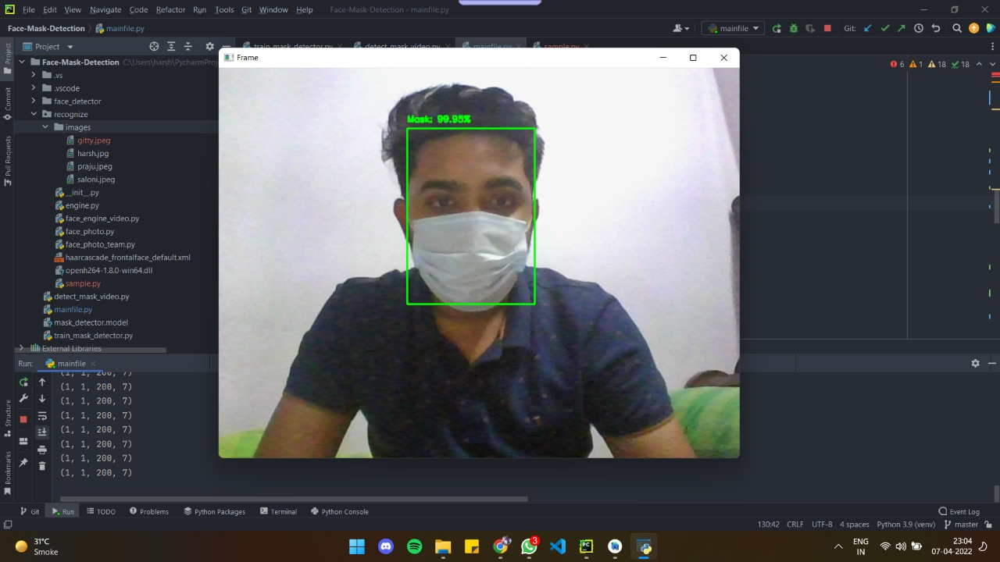 File Edit View Navigate Code Refactor Run Tools Git Window Help Face-Mask-Detection - mainfile.py
Face-Mask-Detection mainfile.py
mainfile
Git:
Project
train_mask_detector.py
detect_mask_video.py
mainfile.py
sample.py
Frame
6 1 18 18
Project
Commit
Pull Requests
Face-Mask-Detection C:\Users\harsh\PycharmProj
.vs
.vscode
face_detector
recognize
images
gitty.jpeg
harsh.jpg
praju.jpeg
saloni.jpeg
__init__.py
engine.py
face_engine_video.py
face_photo.py
face_photo_team.py
haarcascade_frontalface_default.xml
openh264-1.8.0-win64.dll
sample.py
detect_mask_video.py
mainfile.py
mask_detector.model
train_mask_detector.py
External Libraries
Mask: 99.95%
Run: mainfile
(1, 1, 200, 7)
(1, 1, 200, 7)
(1, 1, 200, 7)
(1, 1, 200, 7)
(1, 1, 200, 7)
(1, 1, 200, 7)
(1, 1, 200, 7)
(1, 1, 200, 7)
Structure
Bookmarks
Git Run TODO Problems Python Packages Terminal Python Console Event Log
130:42 CRLF UTF-8 4 spaces Python 3.9 (venv) master
31°C
Smoke
3
ENG
IN
23:04
07-04-2022